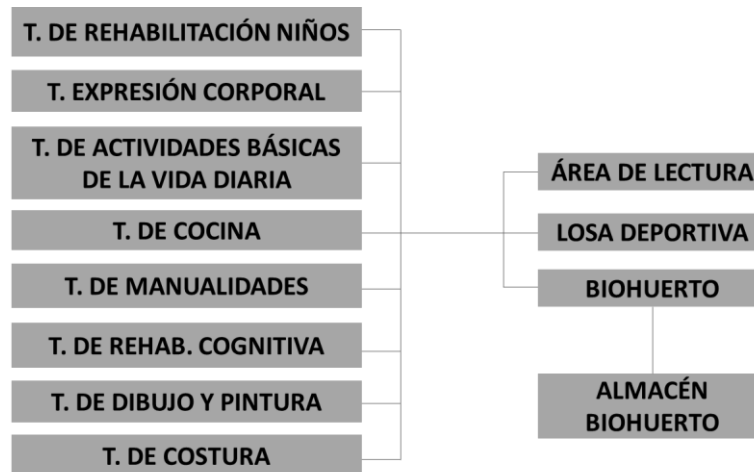 T. DE REHABILITACIÓN NIÑOS
T. EXPRESIÓN CORPORAL
T. DE ACTIVIDADES BÁSICAS
DE LA VIDA DIARIA
T. DE COCINA
T. DE MANUALIDADES
T. DE REHAB. COGNITIVA
T. DE DIBUJO Y PINTURA
T. DE COSTURA
ÁREA DE LECTURA
LOSA DEPORTIVA
BIOHUERTO
ALMACÉN
BIOHUERTO